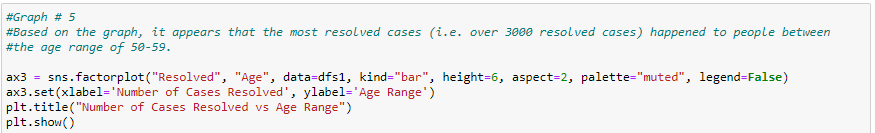 #Graph # 5
#Based on the graph, it appears that the most resolved cases (i.e. over 3000 resolved cases) happened to people between
#the age range of 50-59.
ax3 = sns.factorplot("Resolved", "Age", data=dfs1, kind="bar", height=6, aspect=2, palette="muted", legend=False)
ax3.set(xlabel='Number of Cases Resolved', ylabel='Age Range')
plt.title("Number of Cases Resolved vs Age Range")
plt.show()